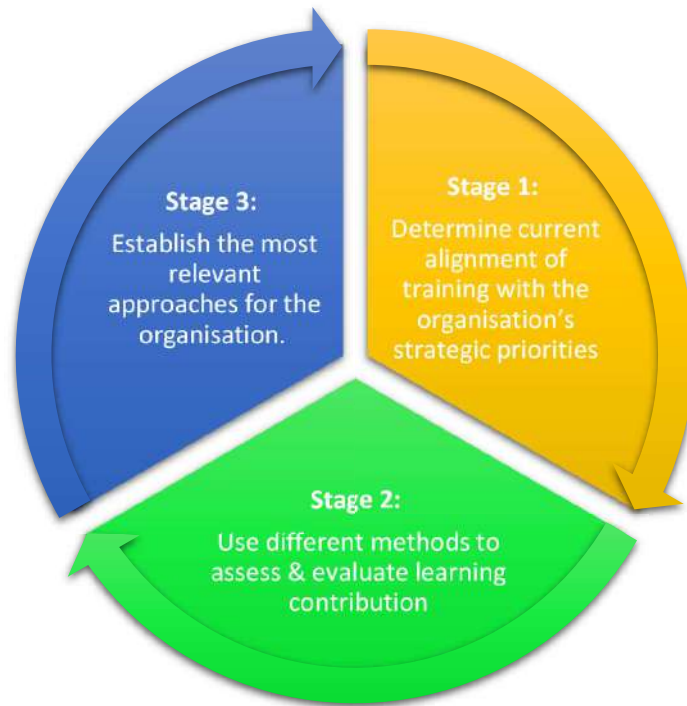 Stage 1:
Determine current
alignment of
training with the
organisation's
strategic priorities
Stage 2:
Use different methods to
assess & evaluate learning
contribution
Stage 3:
Establish the most
relevant
approaches for the
organisation.